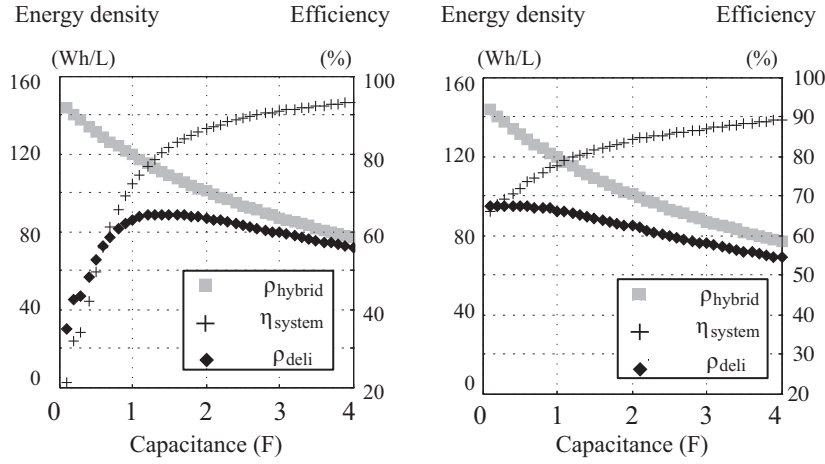 Energy density Efficiency
(Wh/L) (%)
160 100
120 80
80 60
40 40
0 20
0 1 2 3 4
Capacitance (F)
ρhybrid
ηsystem
ρdeli
Energy density Efficiency
(Wh/L) (%)
160 100
90
120 80
70
80 60
50
40 40
30
0 20
0 1 2 3 4
Capacitance (F)
ρhybrid
ηsystem
ρdeli